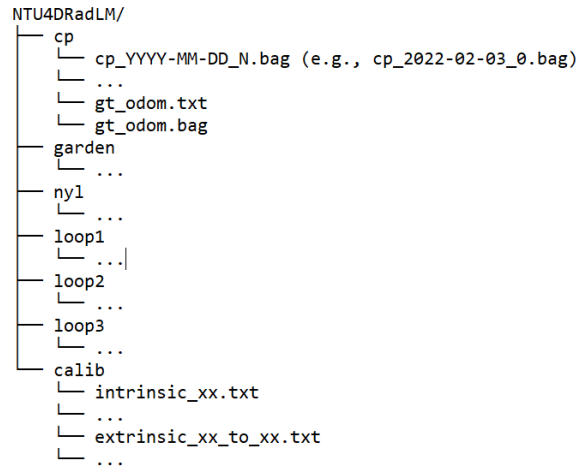 NTU4DRadLM/
├── cp
│   └── cp_YYYY-MM-DD_N.bag (e.g., cp_2022-02-03_0.bag)
│   └── ...
│   └── gt_odom.txt
│   └── gt_odom.bag
├── garden
│   └── ...
├── nyl
│   └── ...
├── loop1
│   └── ...
├── loop2
│   └── ...
├── loop3
│   └── ...
└── calib
    └── intrinsic_xx.txt
    └── ...
    └── extrinsic_xx_to_xx.txt
    └── ...